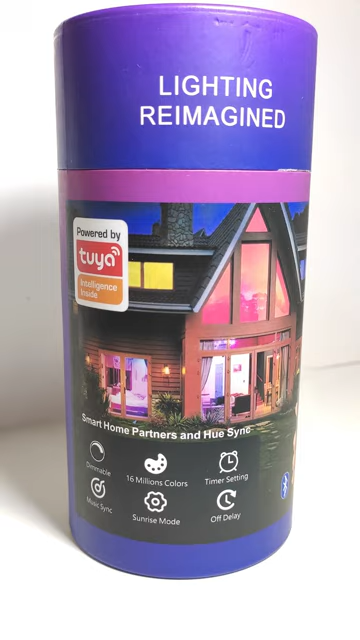 LIGHTING
REIMAGINED
Powered by
tuya
Intelligence
Inside
Smart Home Partners and Hue Sync
Dimmable
16 Millions Colors
Timer Setting
Music Sync
Sunrise Mode
Off Delay